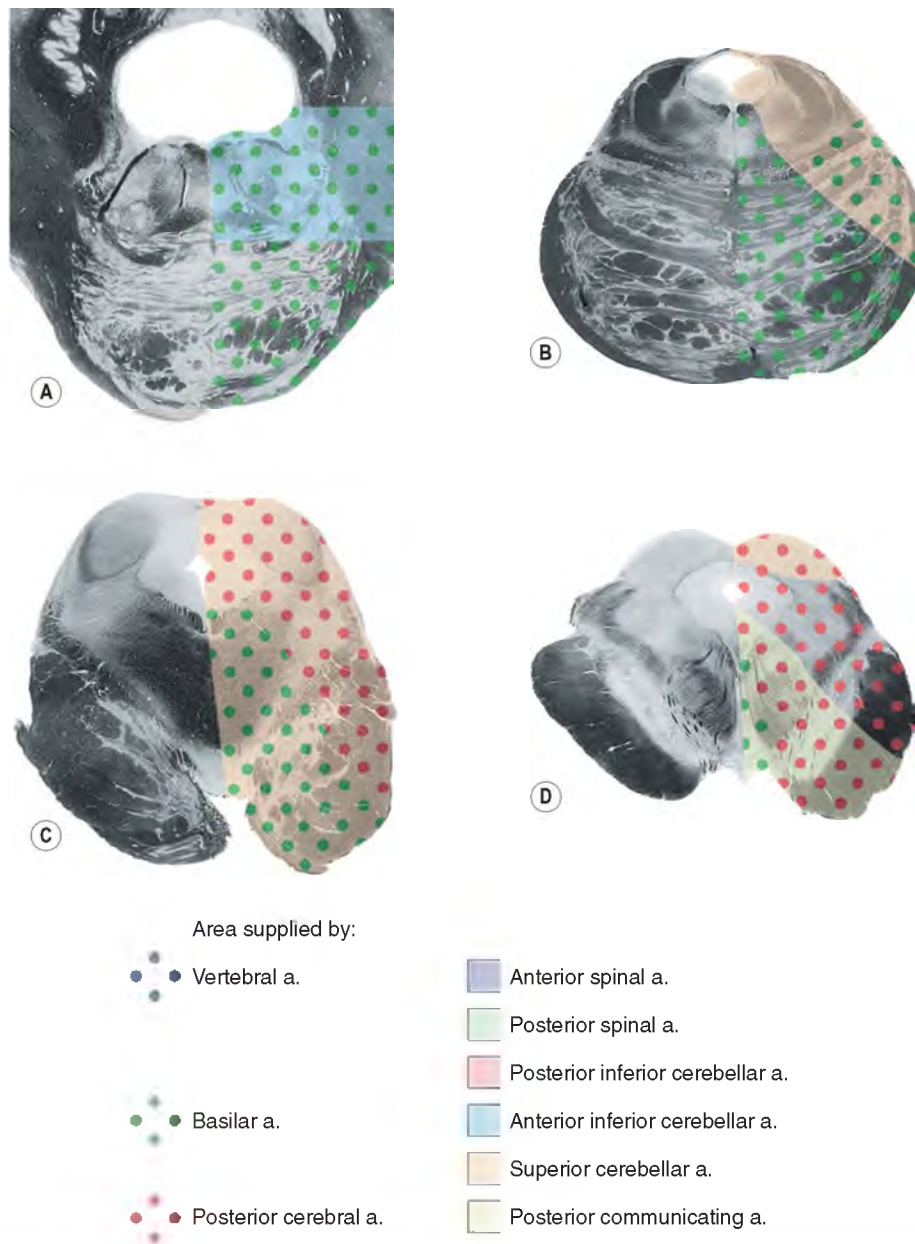 A
B
C
D
Area supplied by:
Vertebral a.
Anterior spinal a.
Posterior spinal a.
Posterior inferior cerebellar a.
Basilar a.
Anterior inferior cerebellar a.
Superior cerebellar a.
Posterior cerebral a.
Posterior communicating a.